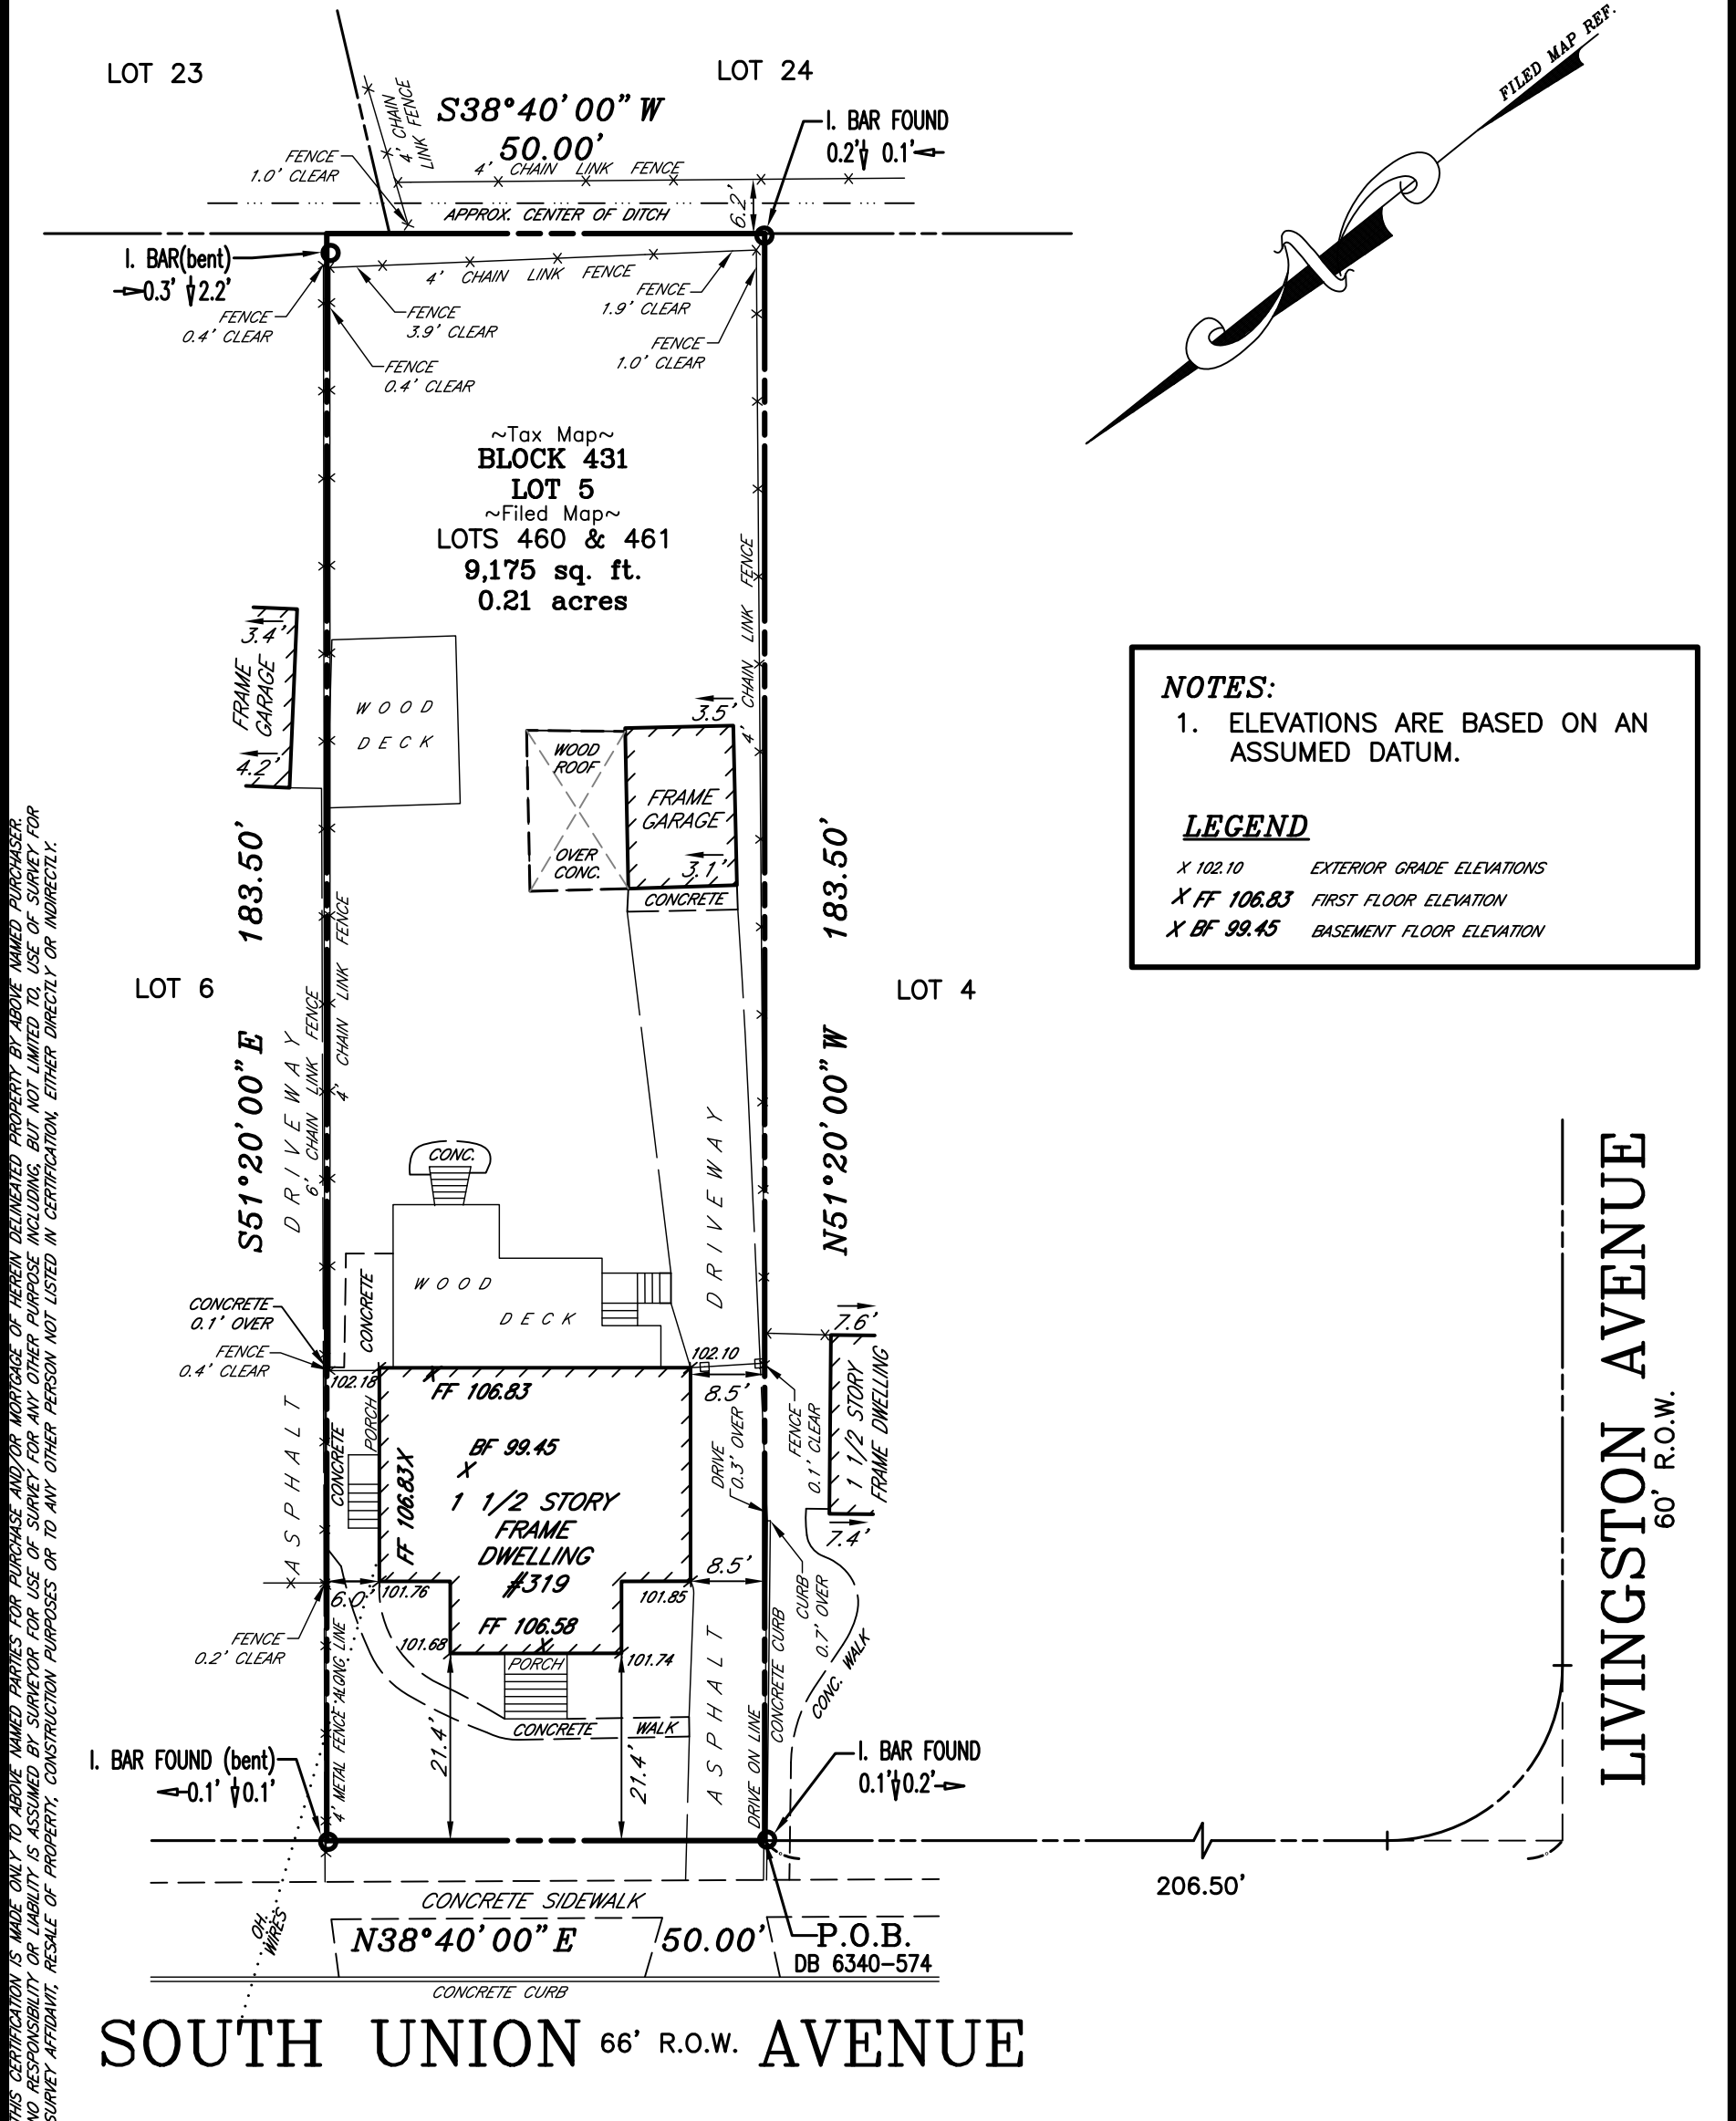 FILED MAP REF.
LOT 23
LOT 24
4' CHAIN
LINK FENCE
S38°40'00"W
50.00'
I. BAR FOUND
0.2' 0.1'
FENCE
1.0' CLEAR
4' CHAIN LINK FENCE
6.2'
APPROX. CENTER OF DITCH
I. BAR(bent)
0.3' 2.2'
4' CHAIN LINK FENCE
FENCE
0.4' CLEAR
FENCE
3.9' CLEAR
FENCE
1.9' CLEAR
FENCE
0.4' CLEAR
FENCE
1.0' CLEAR
~Tax Map~
BLOCK 431
LOT 5
~Filed Map~
LOTS 460 & 461
9,175 sq. ft.
0.21 acres
4' CHAIN LINK FENCE
3.4'
FRAME
GARAGE
4.2'
WOOD
DECK
WOOD
ROOF
OVER
CONC.
3.5'
FRAME
GARAGE
3.1'
CONCRETE
NOTES:
1. ELEVATIONS ARE BASED ON AN
ASSUMED DATUM.
LEGEND
X 102.10 EXTERIOR GRADE ELEVATIONS
X FF 106.83 FIRST FLOOR ELEVATION
X BF 99.45 BASEMENT FLOOR ELEVATION
S51°20'00"E 183.50'
N51°20'00"W 183.50'
LOT 6
LOT 4
ASPHALT DRIVEWAY
6' CHAIN LINK FENCE
4' CHAIN LINK FENCE
CONC.
WOOD
DECK
CONCRETE
ASPHALT DRIVEWAY
CONCRETE
0.1' OVER
FENCE
0.4' CLEAR
102.18
102.10
7.6'
1 1/2 STORY
FRAME DWELLING
7.4'
FF 106.83
8.5'
PORCH
CONCRETE
BF 99.45
X
FF 106.83X
DRIVE
0.3' OVER
FENCE
0.1' CLEAR
1 1/2 STORY
FRAME
DWELLING
#319
8.5'
6.0'
101.76
101.85
FF 106.58
101.68
101.74
CURB
0.7' OVER
FENCE
0.2' CLEAR
PORCH
CONCRETE WALK
CONCRETE CURB
CONC. WALK
4' METAL FENCE ALONG LINE
21.4'
21.4'
DRIVE ON LINE
I. BAR FOUND (bent)
0.1' 0.1'
I. BAR FOUND
0.1' 0.2'
206.50'
LIVINGSTON AVENUE
60' R.O.W.
CONCRETE SIDEWALK
OH.
WIRES
N38°40'00"E 50.00'
P.O.B.
DB 6340-574
CONCRETE CURB
SOUTH UNION 66' R.O.W. AVENUE
THIS CERTIFICATION IS MADE ONLY TO ABOVE NAMED PARTIES FOR PURCHASE AND/OR MORTGAGE OF HEREIN DELINEATED PROPERTY BY ABOVE NAMED PURCHASER.
NO RESPONSIBILITY OR LIABILITY IS ASSUMED BY SURVEYOR FOR USE OF SURVEY FOR ANY OTHER PURPOSE INCLUDING, BUT NOT LIMITED TO, USE OF SURVEY FOR
SURVEY AFFIDAVIT, RESALE OF PROPERTY, CONSTRUCTION PURPOSES OR TO ANY OTHER PERSON NOT LISTED IN CERTIFICATION, EITHER DIRECTLY OR INDIRECTLY.